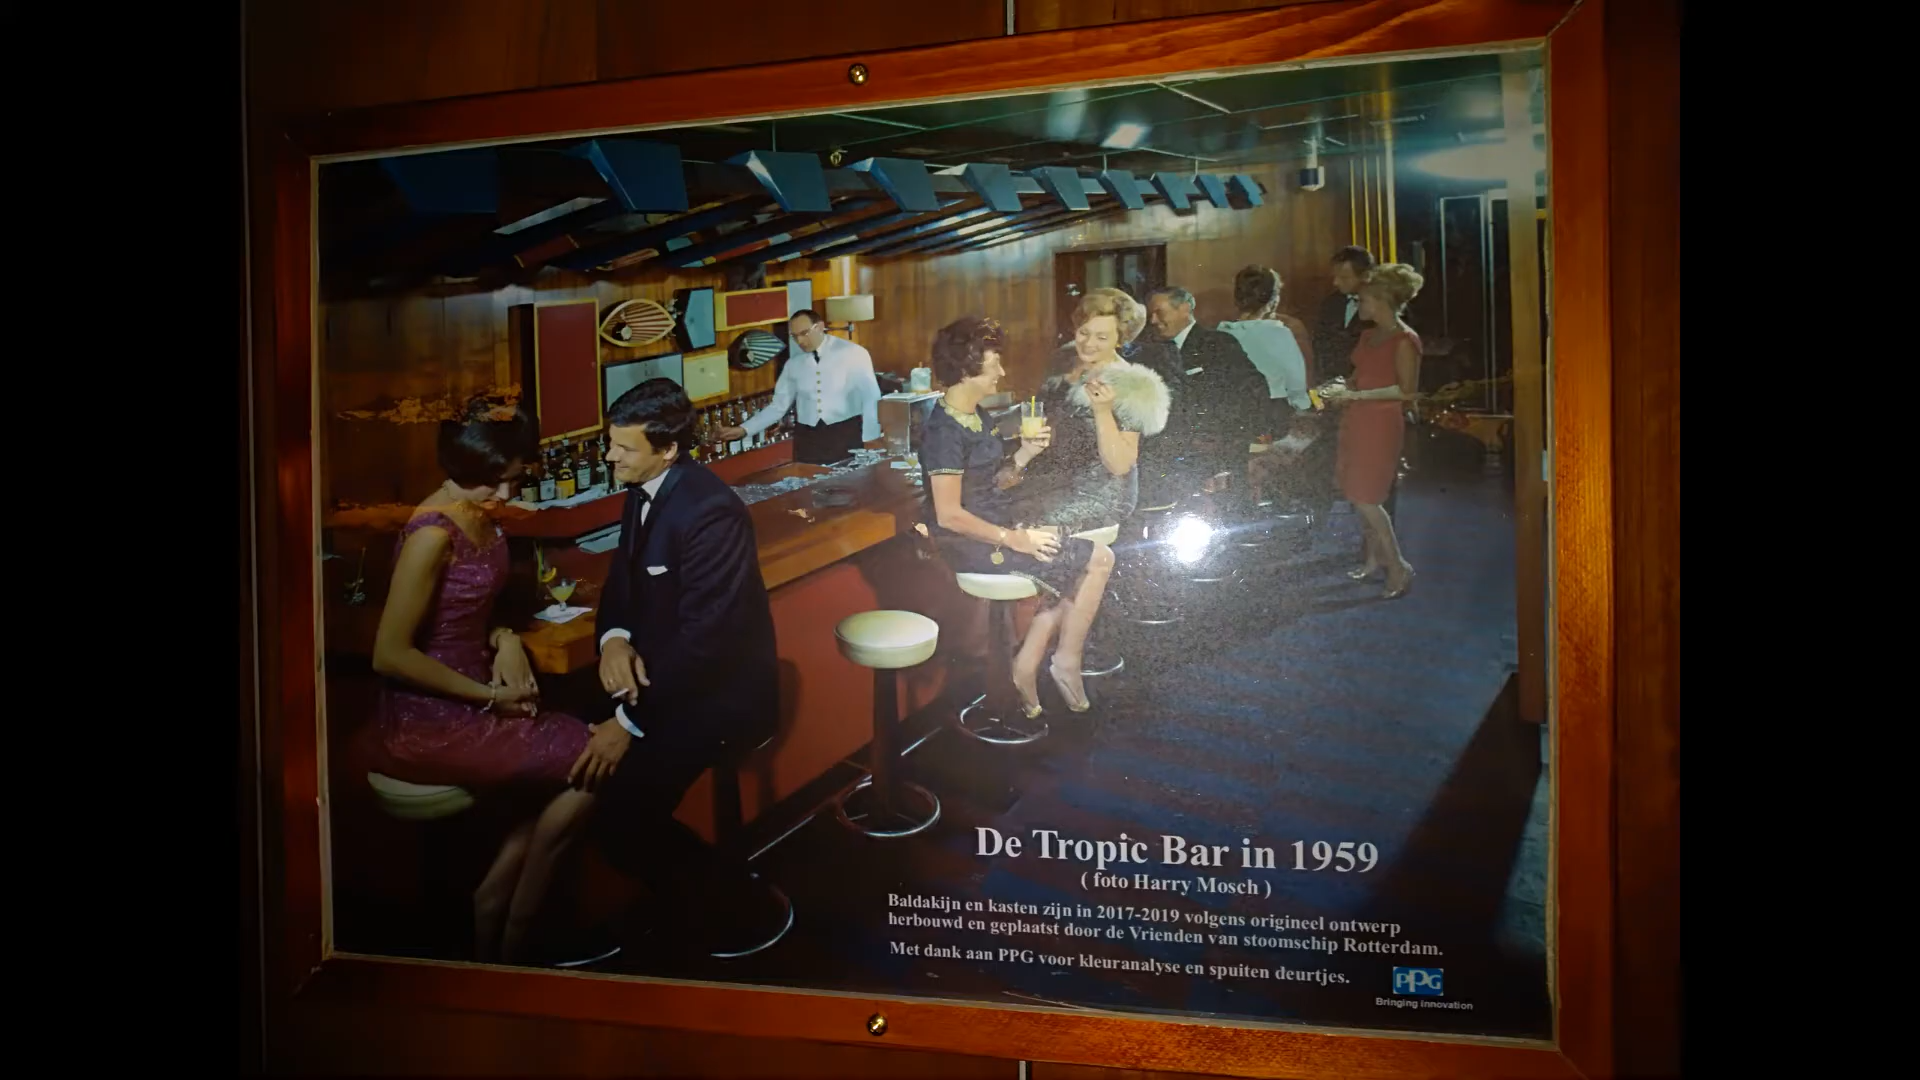 De Tropic Bar in 1959
( foto Harry Mosch )
Baldakijn en kasten zijn in 2017-2019 volgens origineel ontwerp
herbouwd en geplaatst door de Vrienden van stoomschip Rotterdam.
Met dank aan PPG voor kleuranalyse en spuiten deurtjes.
PPG
Bringing innovation